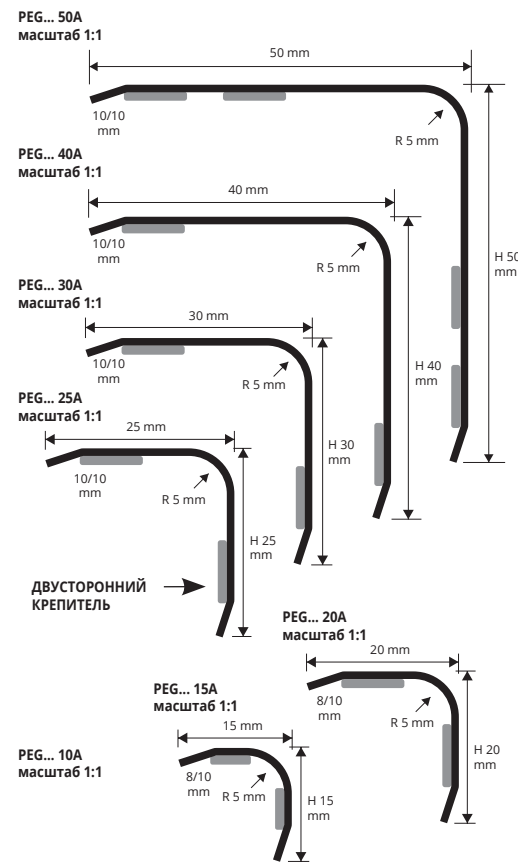 PEG... 50A
масштаб 1:1
50 mm
10/10
mm
R 5 mm
H 50
mm
PEG... 40A
масштаб 1:1
40 mm
10/10
mm
R 5 mm
H 40
mm
PEG... 30A
масштаб 1:1
30 mm
10/10
mm
R 5 mm
H 30
mm
PEG... 25A
масштаб 1:1
25 mm
10/10
mm
R 5 mm
H 25
mm
ДВУСТОРОННИЙ
КРЕПИТЕЛЬ
PEG... 20A
масштаб 1:1
20 mm
8/10
mm
R 5 mm
H 20
mm
PEG... 15A
масштаб 1:1
15 mm
8/10
mm
R 5 mm
H 15
mm
PEG... 10A
масштаб 1:1